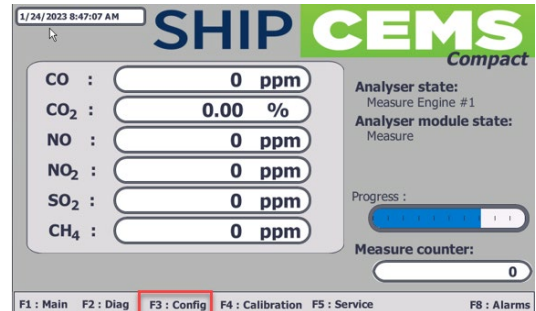 1/24/2023 8:47:07 AM
SHIP CEMS
Compact
CO : 0 ppm
CO₂ : 0.00 %
NO : 0 ppm
NO₂ : 0 ppm
SO₂ : 0 ppm
CH₄ : 0 ppm
Analyser state:
Measure Engine #1
Analyser module state:
Measure
Progress :
Measure counter:
0
F1 : Main F2 : Diag F3 : Config F4 : Calibration F5 : Service F8 : Alarms